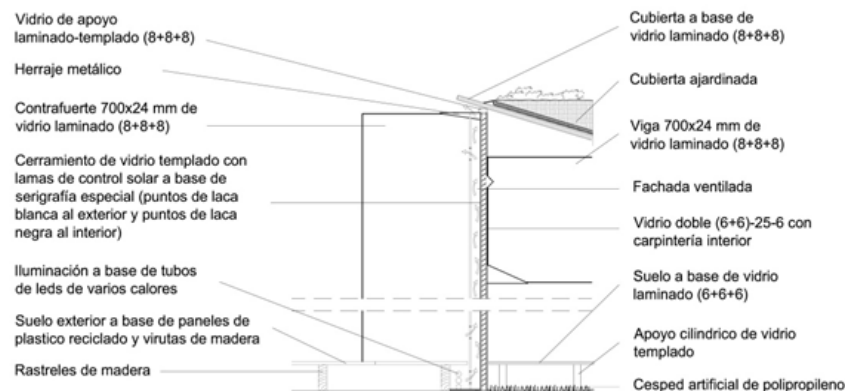 Vidrio de apoyo
laminado-templado (8+8+8)
Herraje metálico
Contrafuerte 700x24 mm de
vidrio laminado (8+8+8)
Cerramiento de vidrio templado con
lamas de control solar a base de
serigrafía especial (puntos de laca
blanca al exterior y puntos de laca
negra al interior)
Iluminación a base de tubos
de leds de varios calores
Suelo exterior a base de paneles de
plastico reciclado y virutas de madera
Rastreles de madera
Cubierta a base de
vidrio laminado (8+8+8)
Cubierta ajardinada
Viga 700x24 mm de
vidrio laminado (8+8+8)
Fachada ventilada
Vidrio doble (6+6)-25-6 con
carpintería interior
Suelo a base de vidrio
laminado (6+6+6)
Apoyo cilindrico de vidrio
templado
Cesped artificial de polipropileno